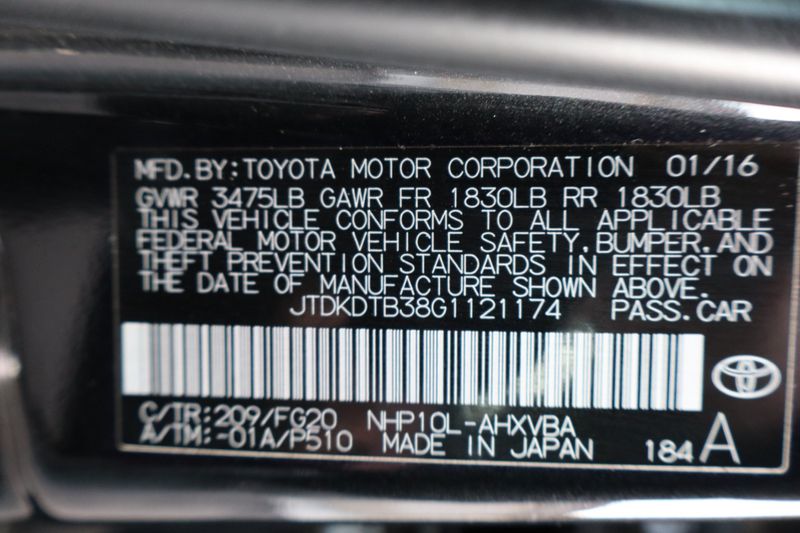 MFD. BY: TOYOTA MOTOR CORPORATION 01/16
GVWR 3475LB GAWR FR 1830LB RR 1830LB
THIS VEHICLE CONFORMS TO ALL APPLICABLE
FEDERAL MOTOR VEHICLE SAFETY, BUMPER, AND
THEFT PREVENTION STANDARDS IN EFFECT ON
THE DATE OF MANUFACTURE SHOWN ABOVE.
JTDKDTB38G1121174 PASS. CAR
C/TR: 209/FG20 NHP10L-AHXVBA
A/TM: -01A/P510 MADE IN JAPAN 184 A